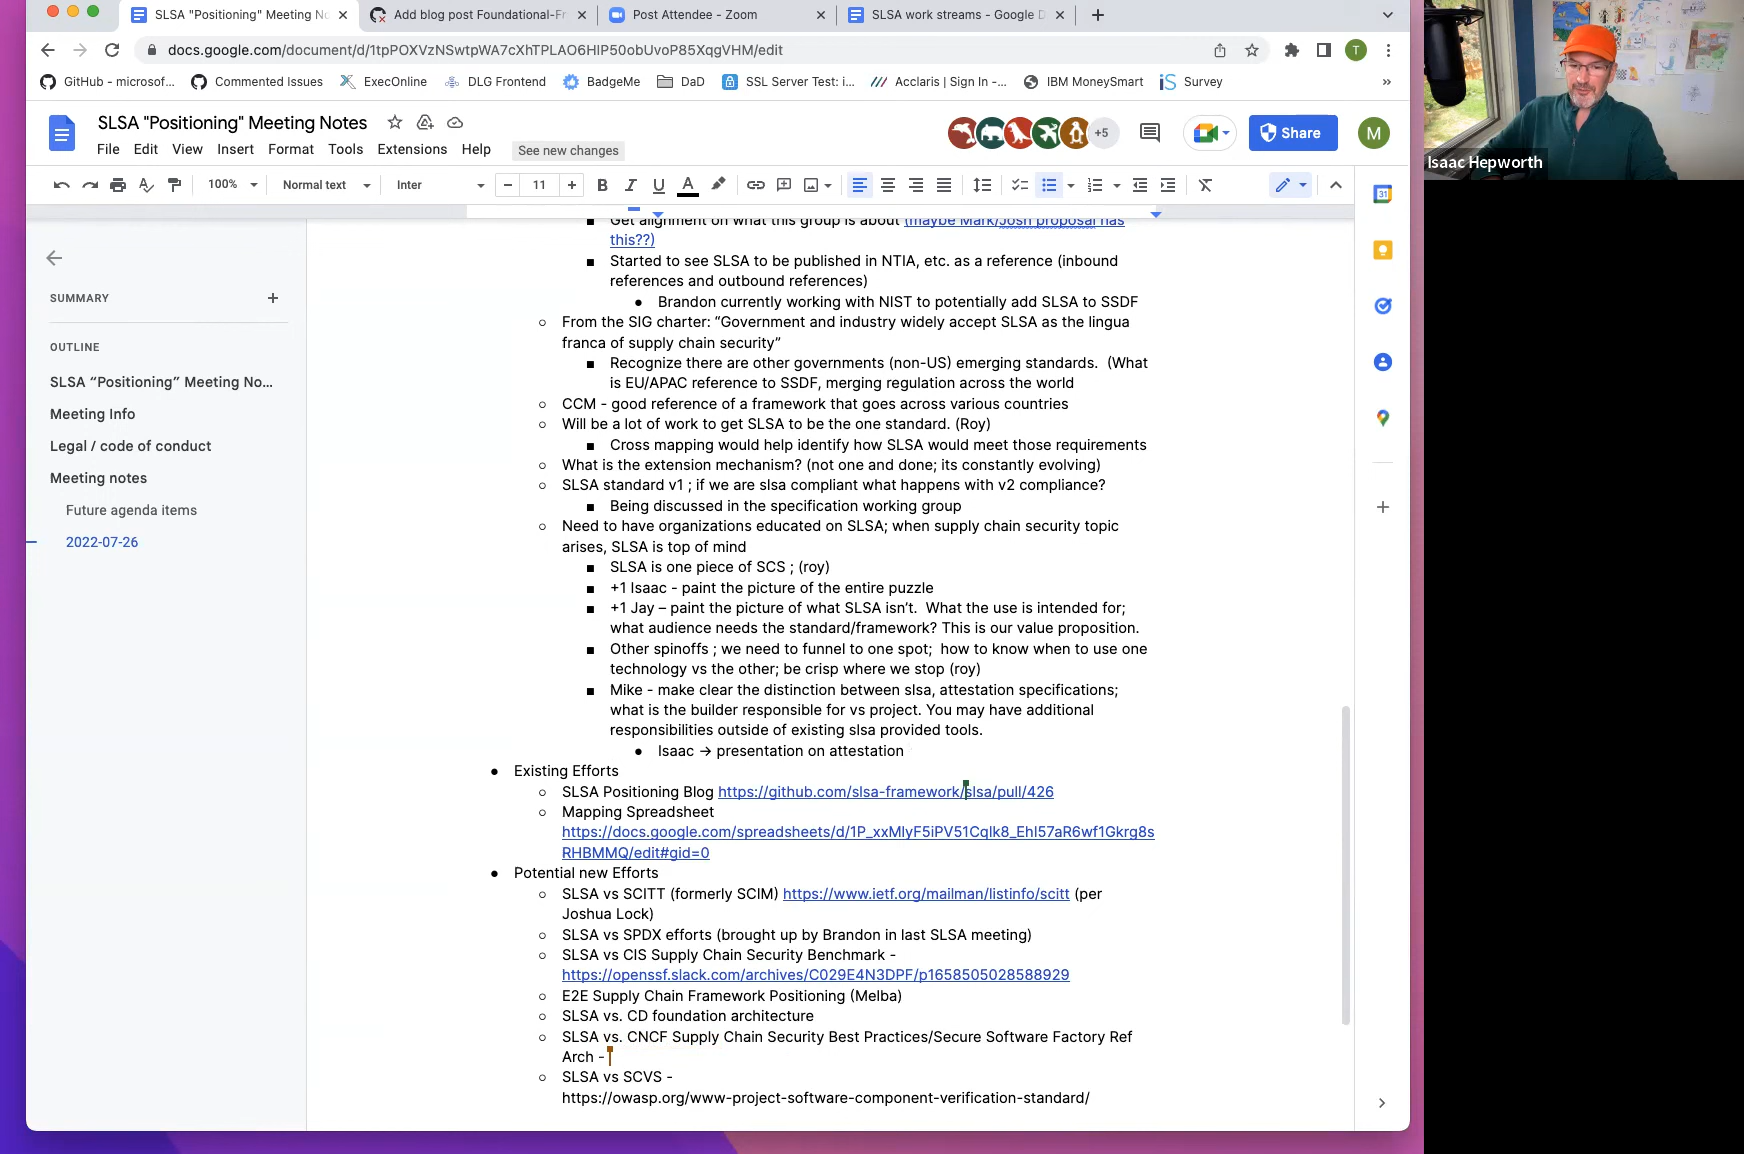 SLSA "Positioning" Meeting No
Add blog post Foundational-Fr
Post Attendee - Zoom
SLSA work streams - Google D
docs.google.com/document/d/1tpPOXVzNSwtpWA7cXhTPLAO6HIP50obUvoP85XqgVHM/edit
T
GitHub - microsof...
Commented Issues
ExecOnline
DLG Frontend
BadgeMe
DaD
SSL Server Test: i...
Acclaris | Sign In -...
IBM MoneySmart
Survey
»
SLSA "Positioning" Meeting Notes
File Edit View Insert Format Tools Extensions Help
See new changes
+5
Share
M
100%
Normal text
Inter
11
B I U A
31
SUMMARY
OUTLINE
SLSA “Positioning” Meeting No...
Meeting Info
Legal / code of conduct
Meeting notes
Future agenda items
2022-07-26
Get alignment on what this group is about (maybe Mark/Josh proposal has
this??)
Started to see SLSA to be published in NTIA, etc. as a reference (inbound
references and outbound references)
Brandon currently working with NIST to potentially add SLSA to SSDF
From the SIG charter: “Government and industry widely accept SLSA as the lingua
franca of supply chain security”
Recognize there are other governments (non-US) emerging standards.  (What
is EU/APAC reference to SSDF, merging regulation across the world
CCM - good reference of a framework that goes across various countries
Will be a lot of work to get SLSA to be the one standard. (Roy)
Cross mapping would help identify how SLSA would meet those requirements
What is the extension mechanism? (not one and done; its constantly evolving)
SLSA standard v1 ; if we are slsa compliant what happens with v2 compliance?
Being discussed in the specification working group
Need to have organizations educated on SLSA; when supply chain security topic
arises, SLSA is top of mind
SLSA is one piece of SCS ; (roy)
+1 Isaac - paint the picture of the entire puzzle
+1 Jay – paint the picture of what SLSA isn’t.  What the use is intended for;
what audience needs the standard/framework? This is our value proposition.
Other spinoffs ; we need to funnel to one spot;  how to know when to use one
technology vs the other; be crisp where we stop (roy)
Mike - make clear the distinction between slsa, attestation specifications;
what is the builder responsible for vs project. You may have additional
responsibilities outside of existing slsa provided tools.
Isaac → presentation on attestation
Existing Efforts
SLSA Positioning Blog https://github.com/slsa-framework/slsa/pull/426
Mapping Spreadsheet
https://docs.google.com/spreadsheets/d/1P_xxMlyF5iPV51Cqlk8_EhI57aR6wf1Gkrg8s
RHBMMQ/edit#gid=0
Potential new Efforts
SLSA vs SCITT (formerly SCIM) https://www.ietf.org/mailman/listinfo/scitt (per
Joshua Lock)
SLSA vs SPDX efforts (brought up by Brandon in last SLSA meeting)
SLSA vs CIS Supply Chain Security Benchmark -
https://openssf.slack.com/archives/C029E4N3DPF/p1658505028588929
E2E Supply Chain Framework Positioning (Melba)
SLSA vs. CD foundation architecture
SLSA vs. CNCF Supply Chain Security Best Practices/Secure Software Factory Ref
Arch -
SLSA vs SCVS -
https://owasp.org/www-project-software-component-verification-standard/
Isaac Hepworth